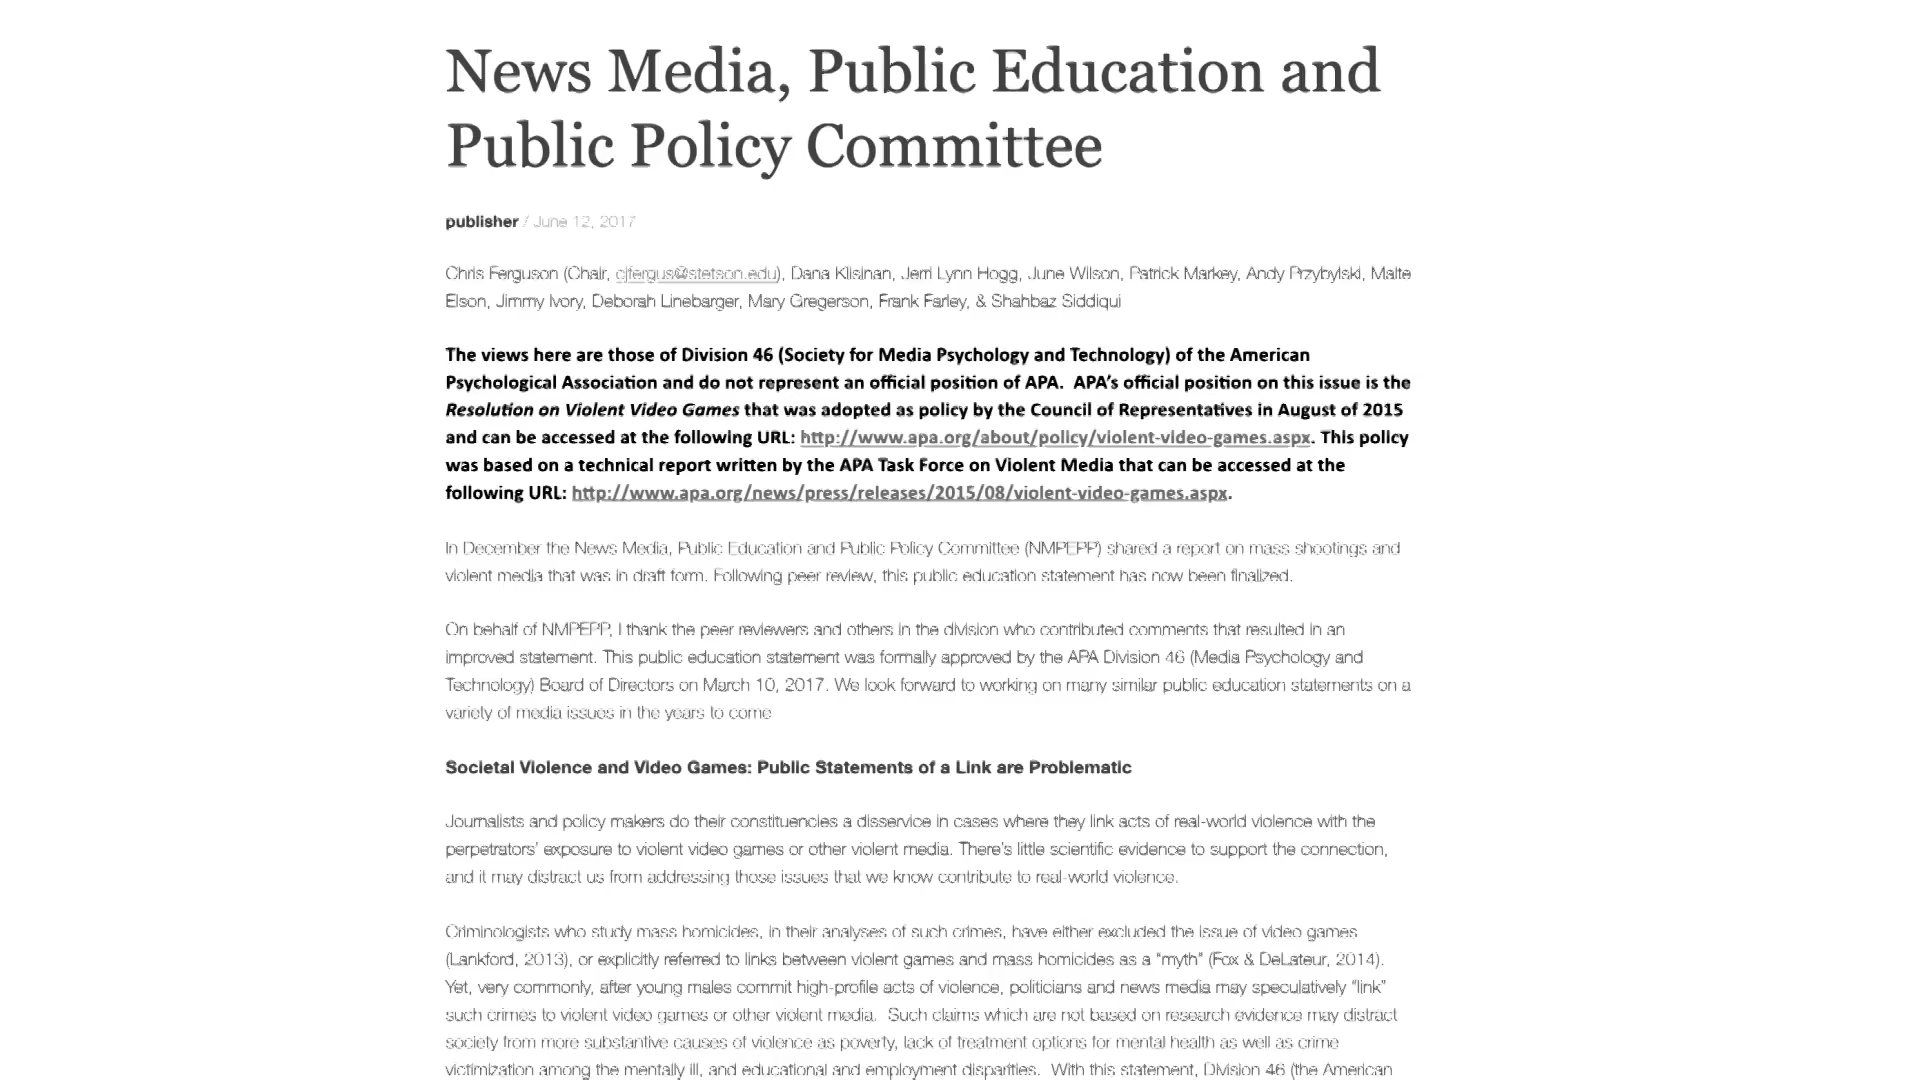 News Media, Public Education and
Public Policy Committee
publisher / June 12, 2017
Chris Ferguson (Chair, cjfergus@stetson.edu), Dana Klisinan, Jerri Lynn Hogg, June Wilson, Patrick Markey, Andy Przybylski, Malte
Elson, Jimmy Ivory, Deborah Linebarger, Mary Gregerson, Frank Farley, & Shahbaz Siddiqui
The views here are those of Division 46 (Society for Media Psychology and Technology) of the American
Psychological Association and do not represent an official position of APA.  APA's official position on this issue is the
Resolution on Violent Video Games that was adopted as policy by the Council of Representatives in August of 2015
and can be accessed at the following URL: http://www.apa.org/about/policy/violent-video-games.aspx. This policy
was based on a technical report written by the APA Task Force on Violent Media that can be accessed at the
following URL: http://www.apa.org/news/press/releases/2015/08/violent-video-games.aspx.
In December the News Media, Public Education and Public Policy Committee (NMPEPP) shared a report on mass shootings and
violent media that was in draft form. Following peer review, this public education statement has now been finalized.
On behalf of NMPEPP, I thank the peer reviewers and others in the division who contributed comments that resulted in an
improved statement. This public education statement was formally approved by the APA Division 46 (Media Psychology and
Technology) Board of Directors on March 10, 2017. We look forward to working on many similar public education statements on a
variety of media issues in the years to come
Societal Violence and Video Games: Public Statements of a Link are Problematic
Journalists and policy makers do their constituencies a disservice in cases where they link acts of real-world violence with the
perpetrators' exposure to violent video games or other violent media. There's little scientific evidence to support the connection,
and it may distract us from addressing those issues that we know contribute to real-world violence.
Criminologists who study mass homicides, in their analyses of such crimes, have either excluded the issue of video games
(Lankford, 2013), or explicitly referred to links between violent games and mass homicides as a "myth" (Fox & DeLateur, 2014).
Yet, very commonly, after young males commit high-profile acts of violence, politicians and news media may speculatively "link"
such crimes to violent video games or other violent media.  Such claims which are not based on research evidence may distract
society from more substantive causes of violence as poverty, lack of treatment options for mental health as well as crime
victimization among the mentally ill, and educational and employment disparities.  With this statement, Division 46 (the American